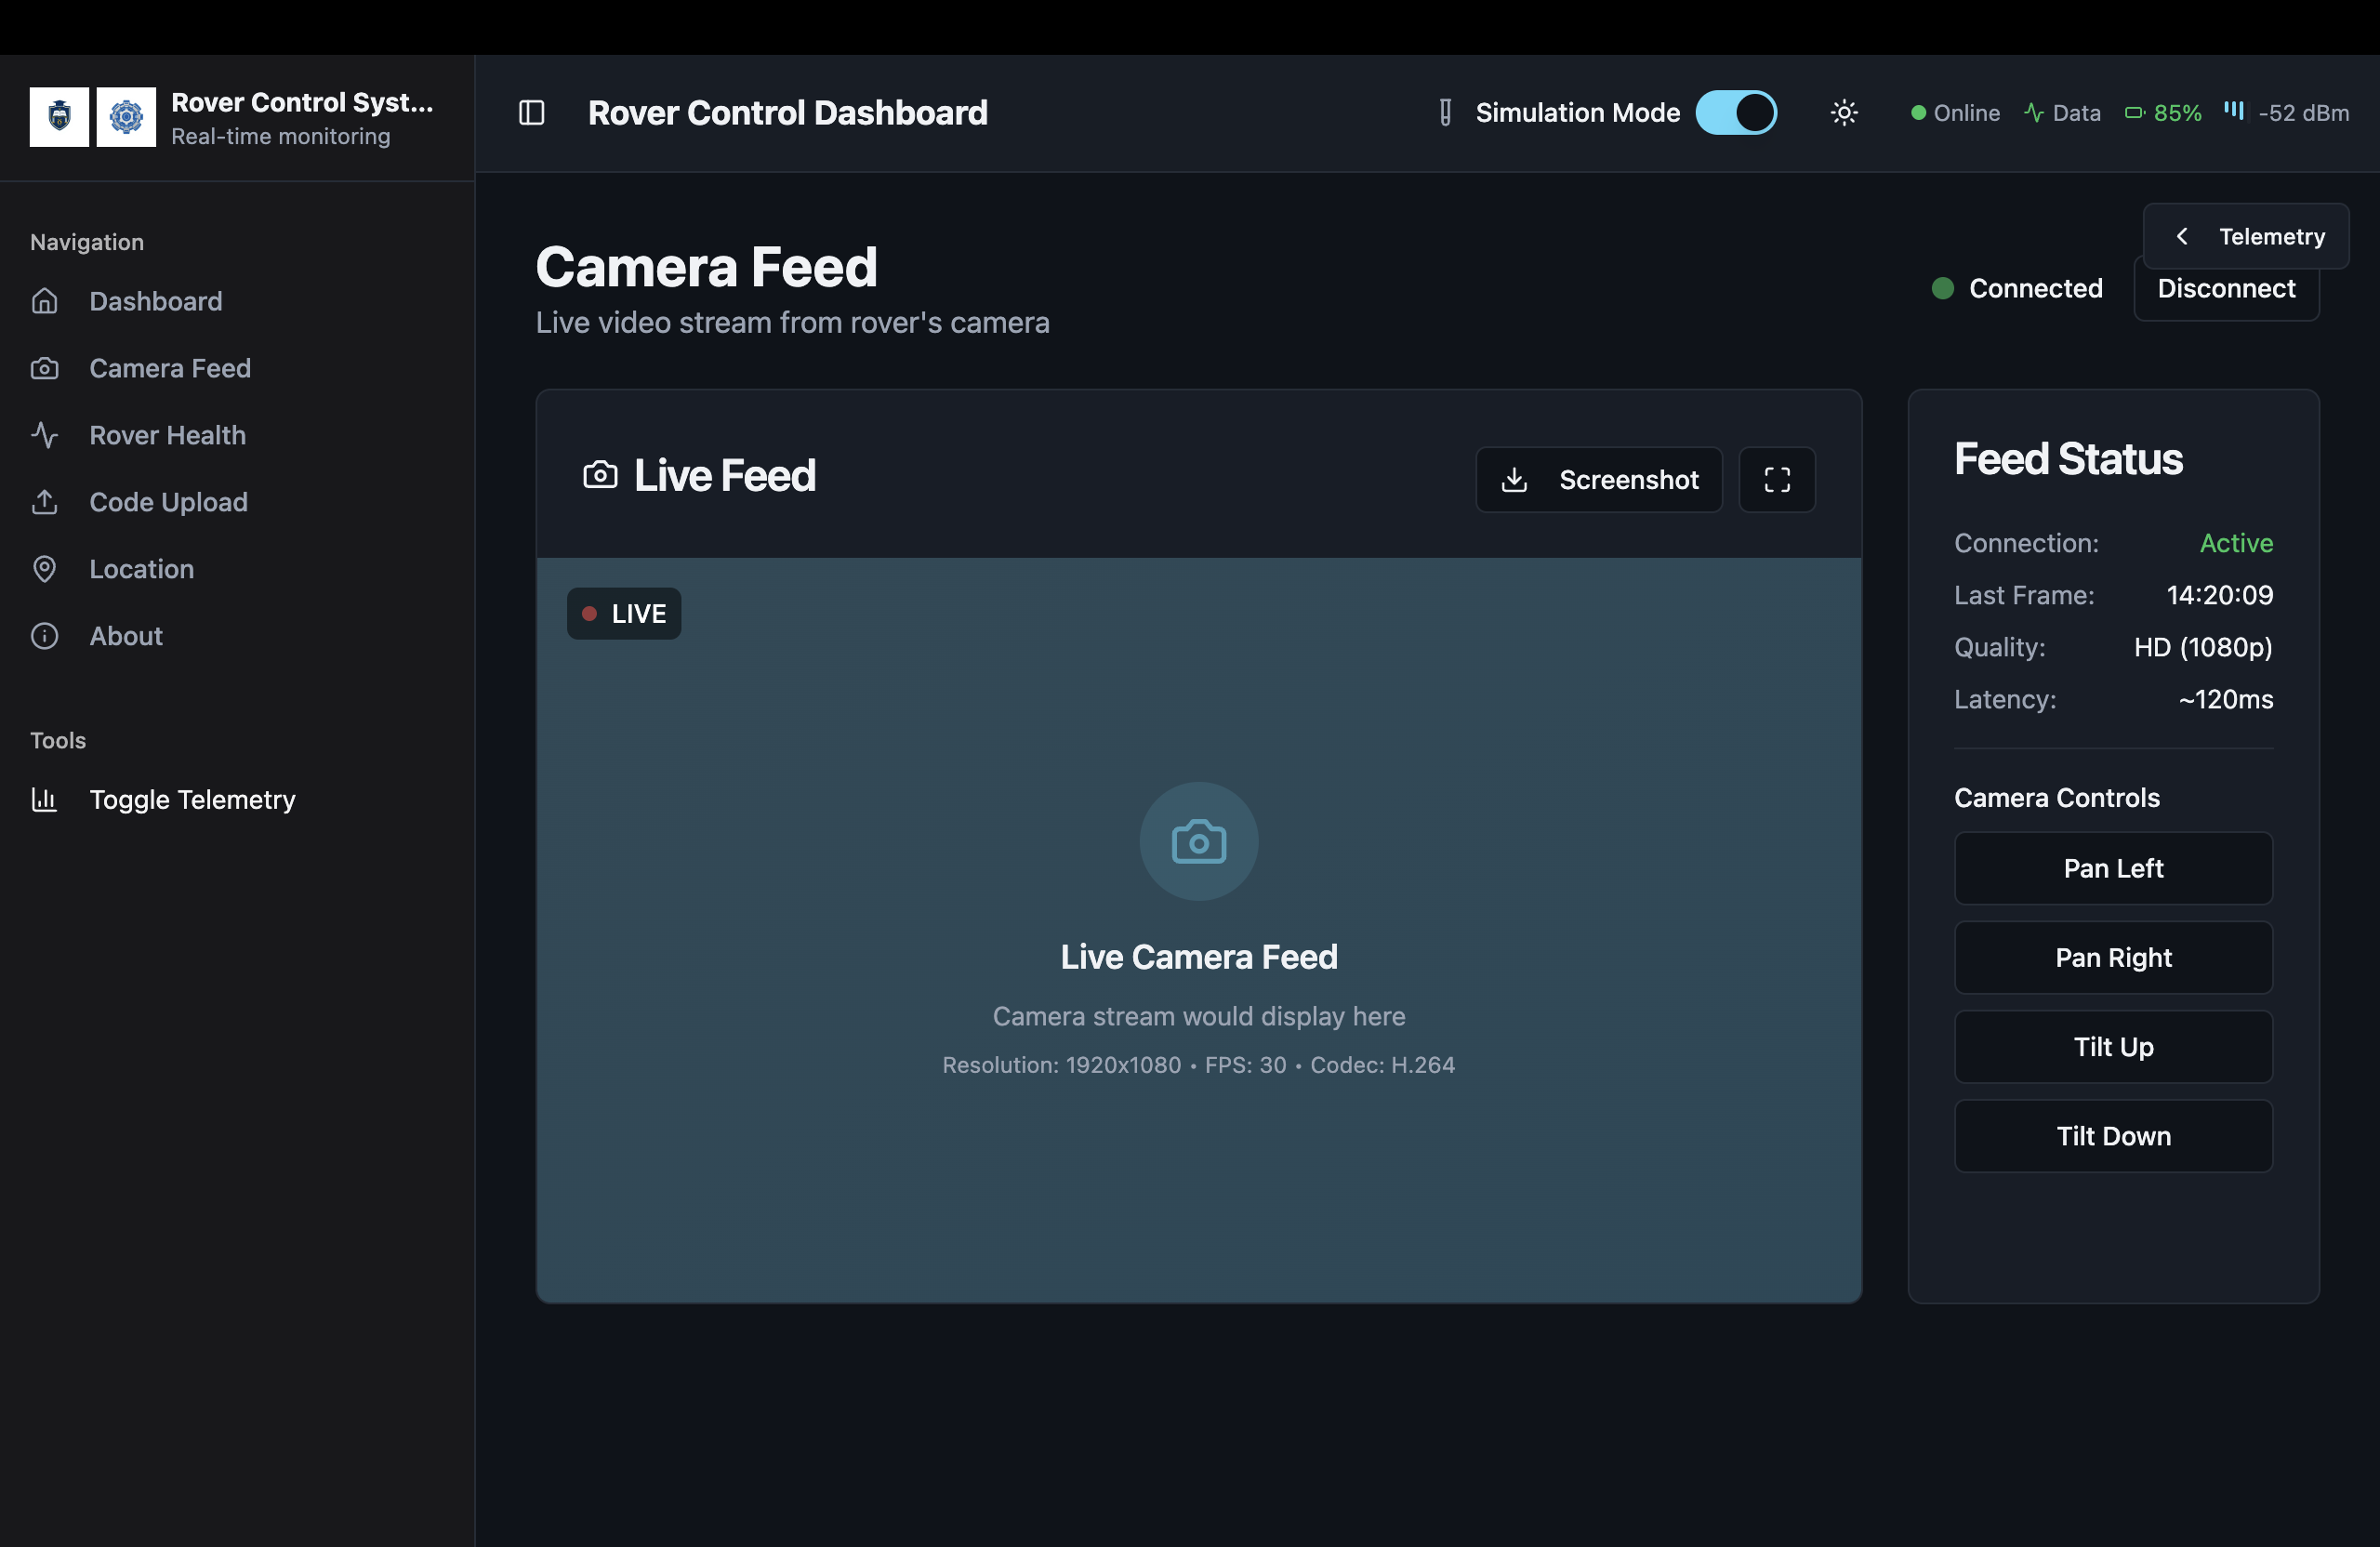 Rover Control Syst...
Real-time monitoring
Navigation
Dashboard
Camera Feed
Rover Health
Code Upload
Location
About
Tools
Toggle Telemetry
Rover Control Dashboard
Simulation Mode
Online
Data
85%
-52 dBm
Telemetry
Camera Feed
Live video stream from rover's camera
Connected
Disconnect
Live Feed
Screenshot
LIVE
Live Camera Feed
Camera stream would display here
Resolution: 1920x1080 • FPS: 30 • Codec: H.264
Feed Status
Connection: Active
Last Frame: 14:20:09
Quality: HD (1080p)
Latency: ~120ms
Camera Controls
Pan Left
Pan Right
Tilt Up
Tilt Down